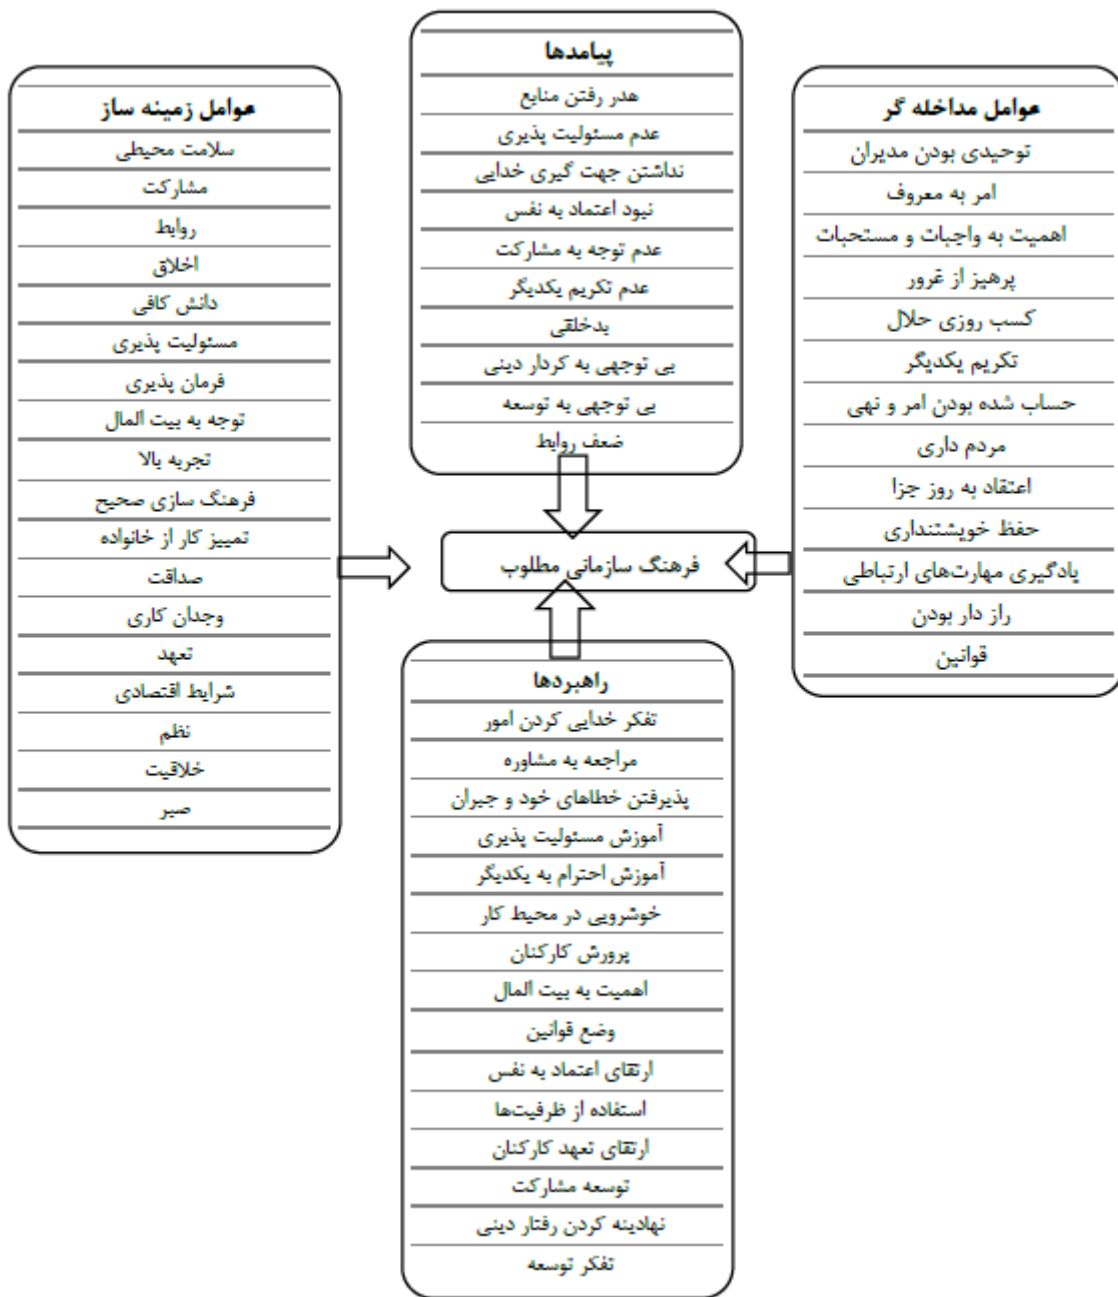 پیامدها
هدر رفتن منابع
عدم مسئولیت پذیری
نداشتن جهت گیری خدایی
نبود اعتماد به نفس
عدم توجه به مشارکت
عدم تکریم یکدیگر
بدخلقی
بی توجهی به کردار دینی
بی توجهی به توسعه
ضعف روابط
عوامل مداخله گر
توحیدی بودن مدیران
امر به معروف
اهمیت به واجبات و مستحبات
پرهیز از غرور
کسب روزی حلال
تکریم یکدیگر
حساب شده بودن امر و نهی
مردم داری
اعتقاد به روز جزا
حفظ خویشتنداری
یادگیری مهارت‌های ارتباطی
راز دار بودن
قوانین
عوامل زمینه ساز
سلامت محیطی
مشارکت
روابط
اخلاق
دانش کافی
مسئولیت پذیری
فرمان پذیری
توجه به بیت المال
تجربه بالا
فرهنگ سازی صحیح
تمییز کار از خانواده
صداقت
وجدان کاری
تعهد
شرایط اقتصادی
نظم
خلاقیت
صبر
فرهنگ سازمانی مطلوب
راهبردها
تفکر خدایی کردن امور
مراجعه به مشاوره
پذیرفتن خطاهای خود و جبران
آموزش مسئولیت پذیری
آموزش احترام به یکدیگر
خوشرویی در محیط کار
پرورش کارکنان
اهمیت به بیت المال
وضع قوانین
ارتقای اعتماد به نفس
استفاده از ظرفیت‌ها
ارتقای تعهد کارکنان
توسعه مشارکت
نهادینه کردن رفتار دینی
تفکر توسعه